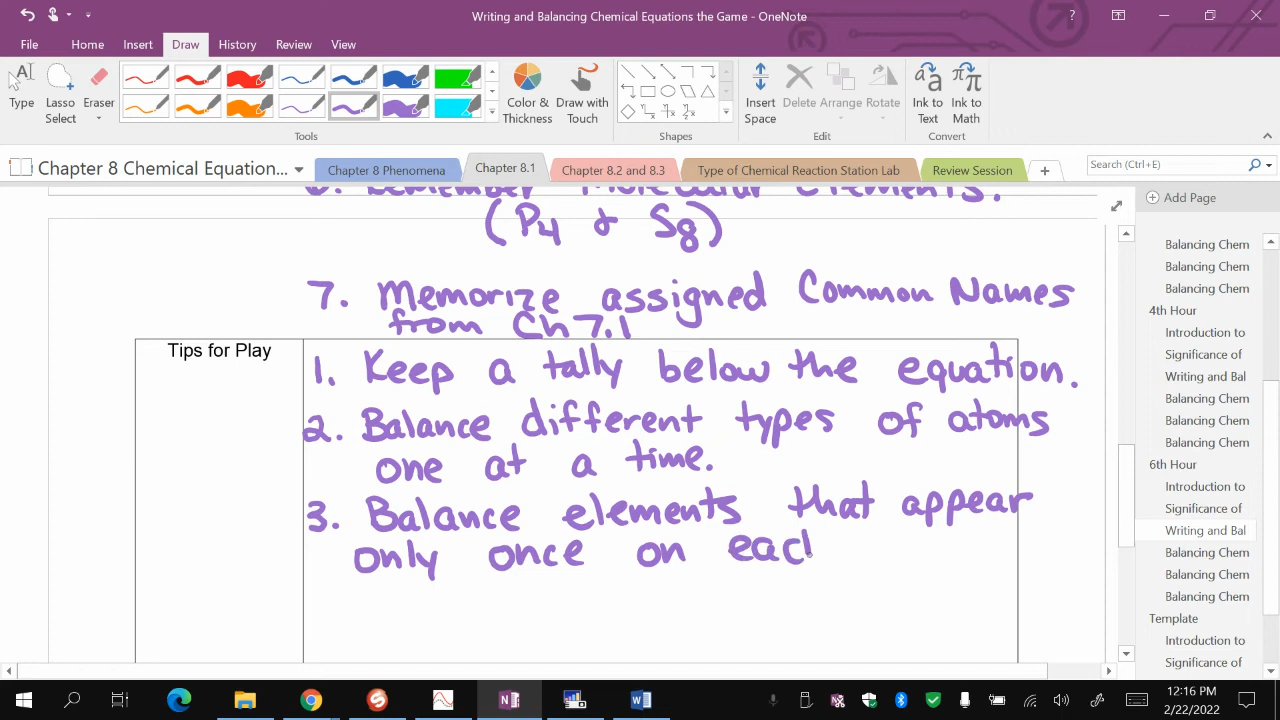 Writing and Balancing Chemical Equations the Game - OneNote
File Home Insert Draw History Review View
Type
Lasso Select
Eraser
Color & Thickness
Draw with Touch
Insert Space
Delete Arrange Rotate
Ink to Text
Ink to Math
Tools Shapes Edit Convert
Chapter 8 Chemical Equation...
Chapter 8 Phenomena
Chapter 8.1
Chapter 8.2 and 8.3
Type of Chemical Reaction Station Lab
Review Session
Search (Ctrl+E)
Remember Molecular Elements.
(P4 & S8)
7. Memorize assigned Common Names
from Ch 7.1
Tips for Play
1. Keep a tally below the equation.
2. Balance different types of atoms
one at a time.
3. Balance elements that appear
only once on each
Add Page
Balancing Chem
Balancing Chem
Balancing Chem
4th Hour
Introduction to
Significance of
Writing and Bal
Balancing Chem
Balancing Chem
Balancing Chem
6th Hour
Introduction to
Significance of
Writing and Bal
Balancing Chem
Balancing Chem
Balancing Chem
Template
Introduction to
Significance of
12:16 PM
2/22/2022